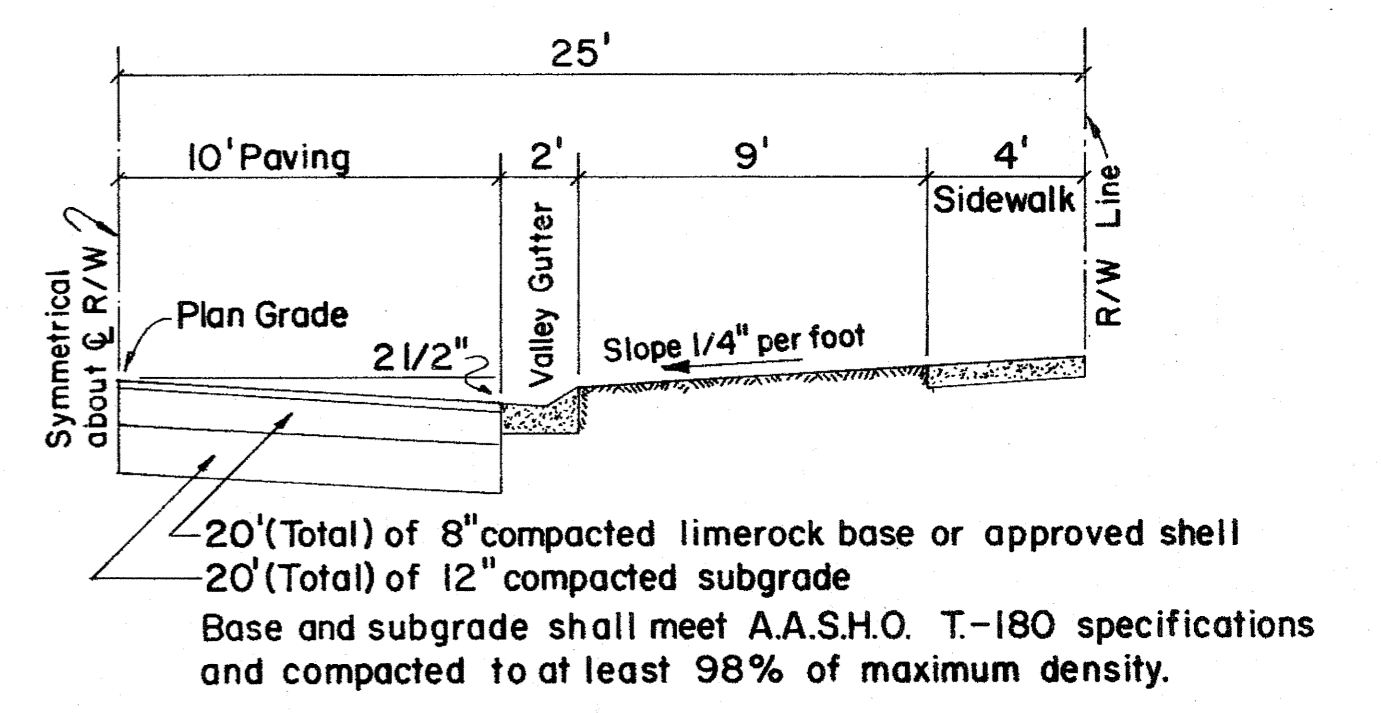 25'
10' Paving
2'
9'
4'
Sidewalk
Valley Gutter
R/W Line
Symmetrical
about ℄ R/W
Plan Grade
2 1/2"
Slope 1/4" per foot
20' (Total) of 8" compacted limerock base or approved shell
20' (Total) of 12" compacted subgrade
Base and subgrade shall meet A.A.S.H.O. T.-180 specifications
and compacted to at least 98% of maximum density.